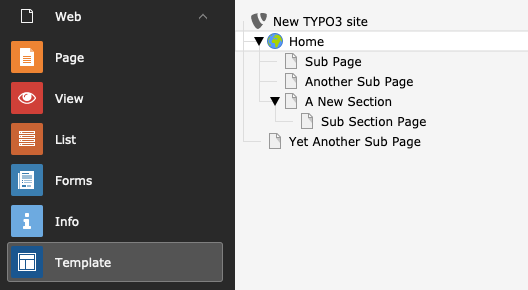 Web
Page
View
List
Forms
Info
Template
New TYPO3 site
Home
Sub Page
Another Sub Page
A New Section
Sub Section Page
Yet Another Sub Page